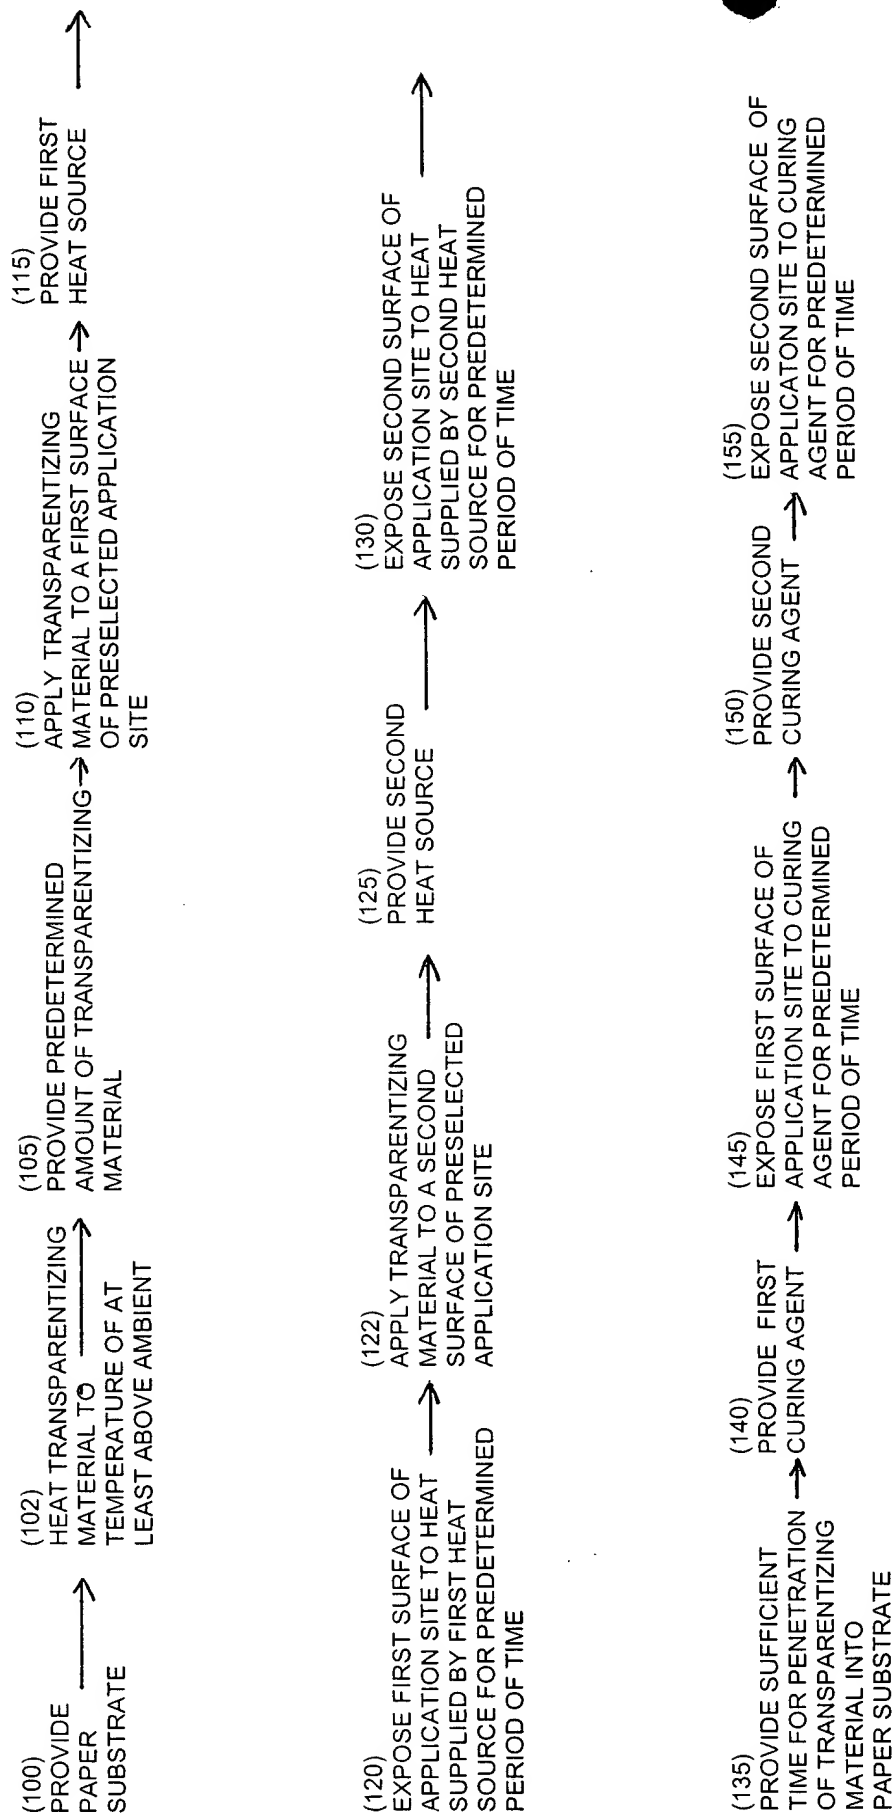 (100)
PROVIDE
PAPER
SUBSTRATE
(102)
HEAT TRANSPARENTIZING
MATERIAL TO
TEMPERATURE OF AT
LEAST ABOVE AMBIENT
(105)
PROVIDE PREDETERMINED
AMOUNT OF TRANSPARENTIZING
MATERIAL
(110)
APPLY TRANSPARENTIZING
MATERIAL TO A FIRST SURFACE
OF PRESELECTED APPLICATION
SITE
(115)
PROVIDE FIRST
HEAT SOURCE
(120)
EXPOSE FIRST SURFACE OF
APPLICATION SITE TO HEAT
SUPPLIED BY FIRST HEAT
SOURCE FOR PREDETERMINED
PERIOD OF TIME
(122)
APPLY TRANSPARENTIZING
MATERIAL TO A SECOND
SURFACE OF PRESELECTED
APPLICATION SITE
(125)
PROVIDE SECOND
HEAT SOURCE
(130)
EXPOSE SECOND SURFACE OF
APPLICATION SITE TO HEAT
SUPPLIED BY SECOND HEAT
SOURCE FOR PREDETERMINED
PERIOD OF TIME
(135)
PROVIDE SUFFICIENT
TIME FOR PENETRATION
OF TRANSPARENTIZING
MATERIAL INTO
PAPER SUBSTRATE
(140)
PROVIDE FIRST
CURING AGENT
(145)
EXPOSE FIRST SURFACE OF
APPLICATION SITE TO CURING
AGENT FOR PREDETERMINED
PERIOD OF TIME
(150)
PROVIDE SECOND
CURING AGENT
(155)
EXPOSE SECOND SURFACE OF
APPLICATON SITE TO CURING
AGENT FOR PREDETERMINED
PERIOD OF TIME